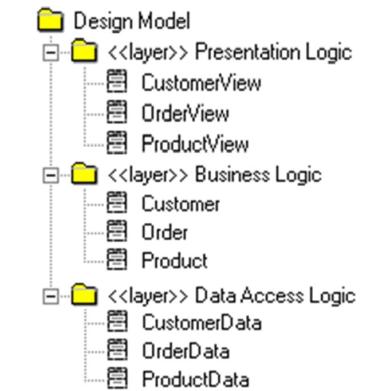 Design Model
<<layer>> Presentation Logic
CustomerView
OrderView
ProductView
<<layer>> Business Logic
Customer
Order
Product
<<layer>> Data Access Logic
CustomerData
OrderData
ProductData